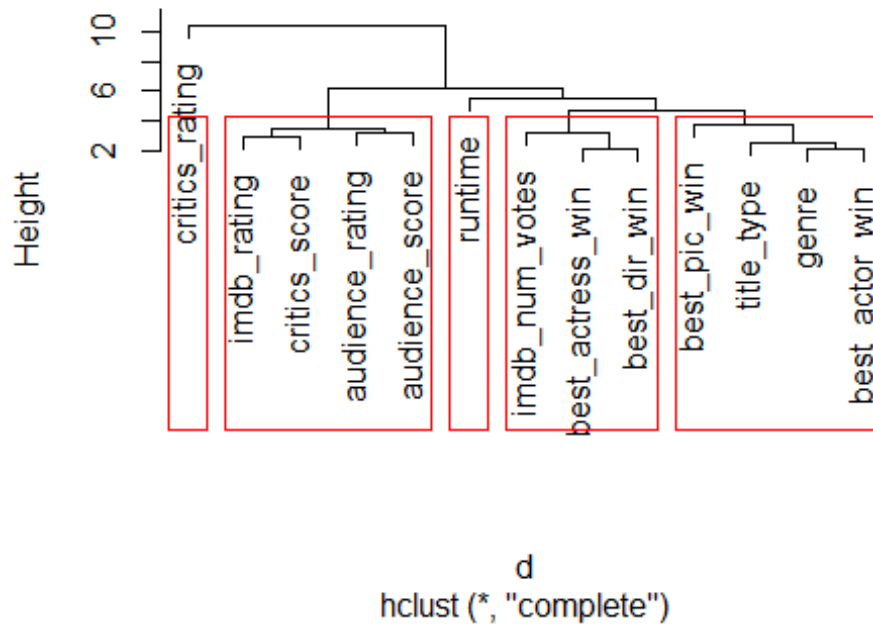 Height
10
6
2
critics_rating
imdb_rating
critics_score
audience_rating
audience_score
runtime
imdb_num_votes
best_actress_win
best_dir_win
best_pic_win
title_type
genre
best_actor_win
d
hclust (*, "complete")